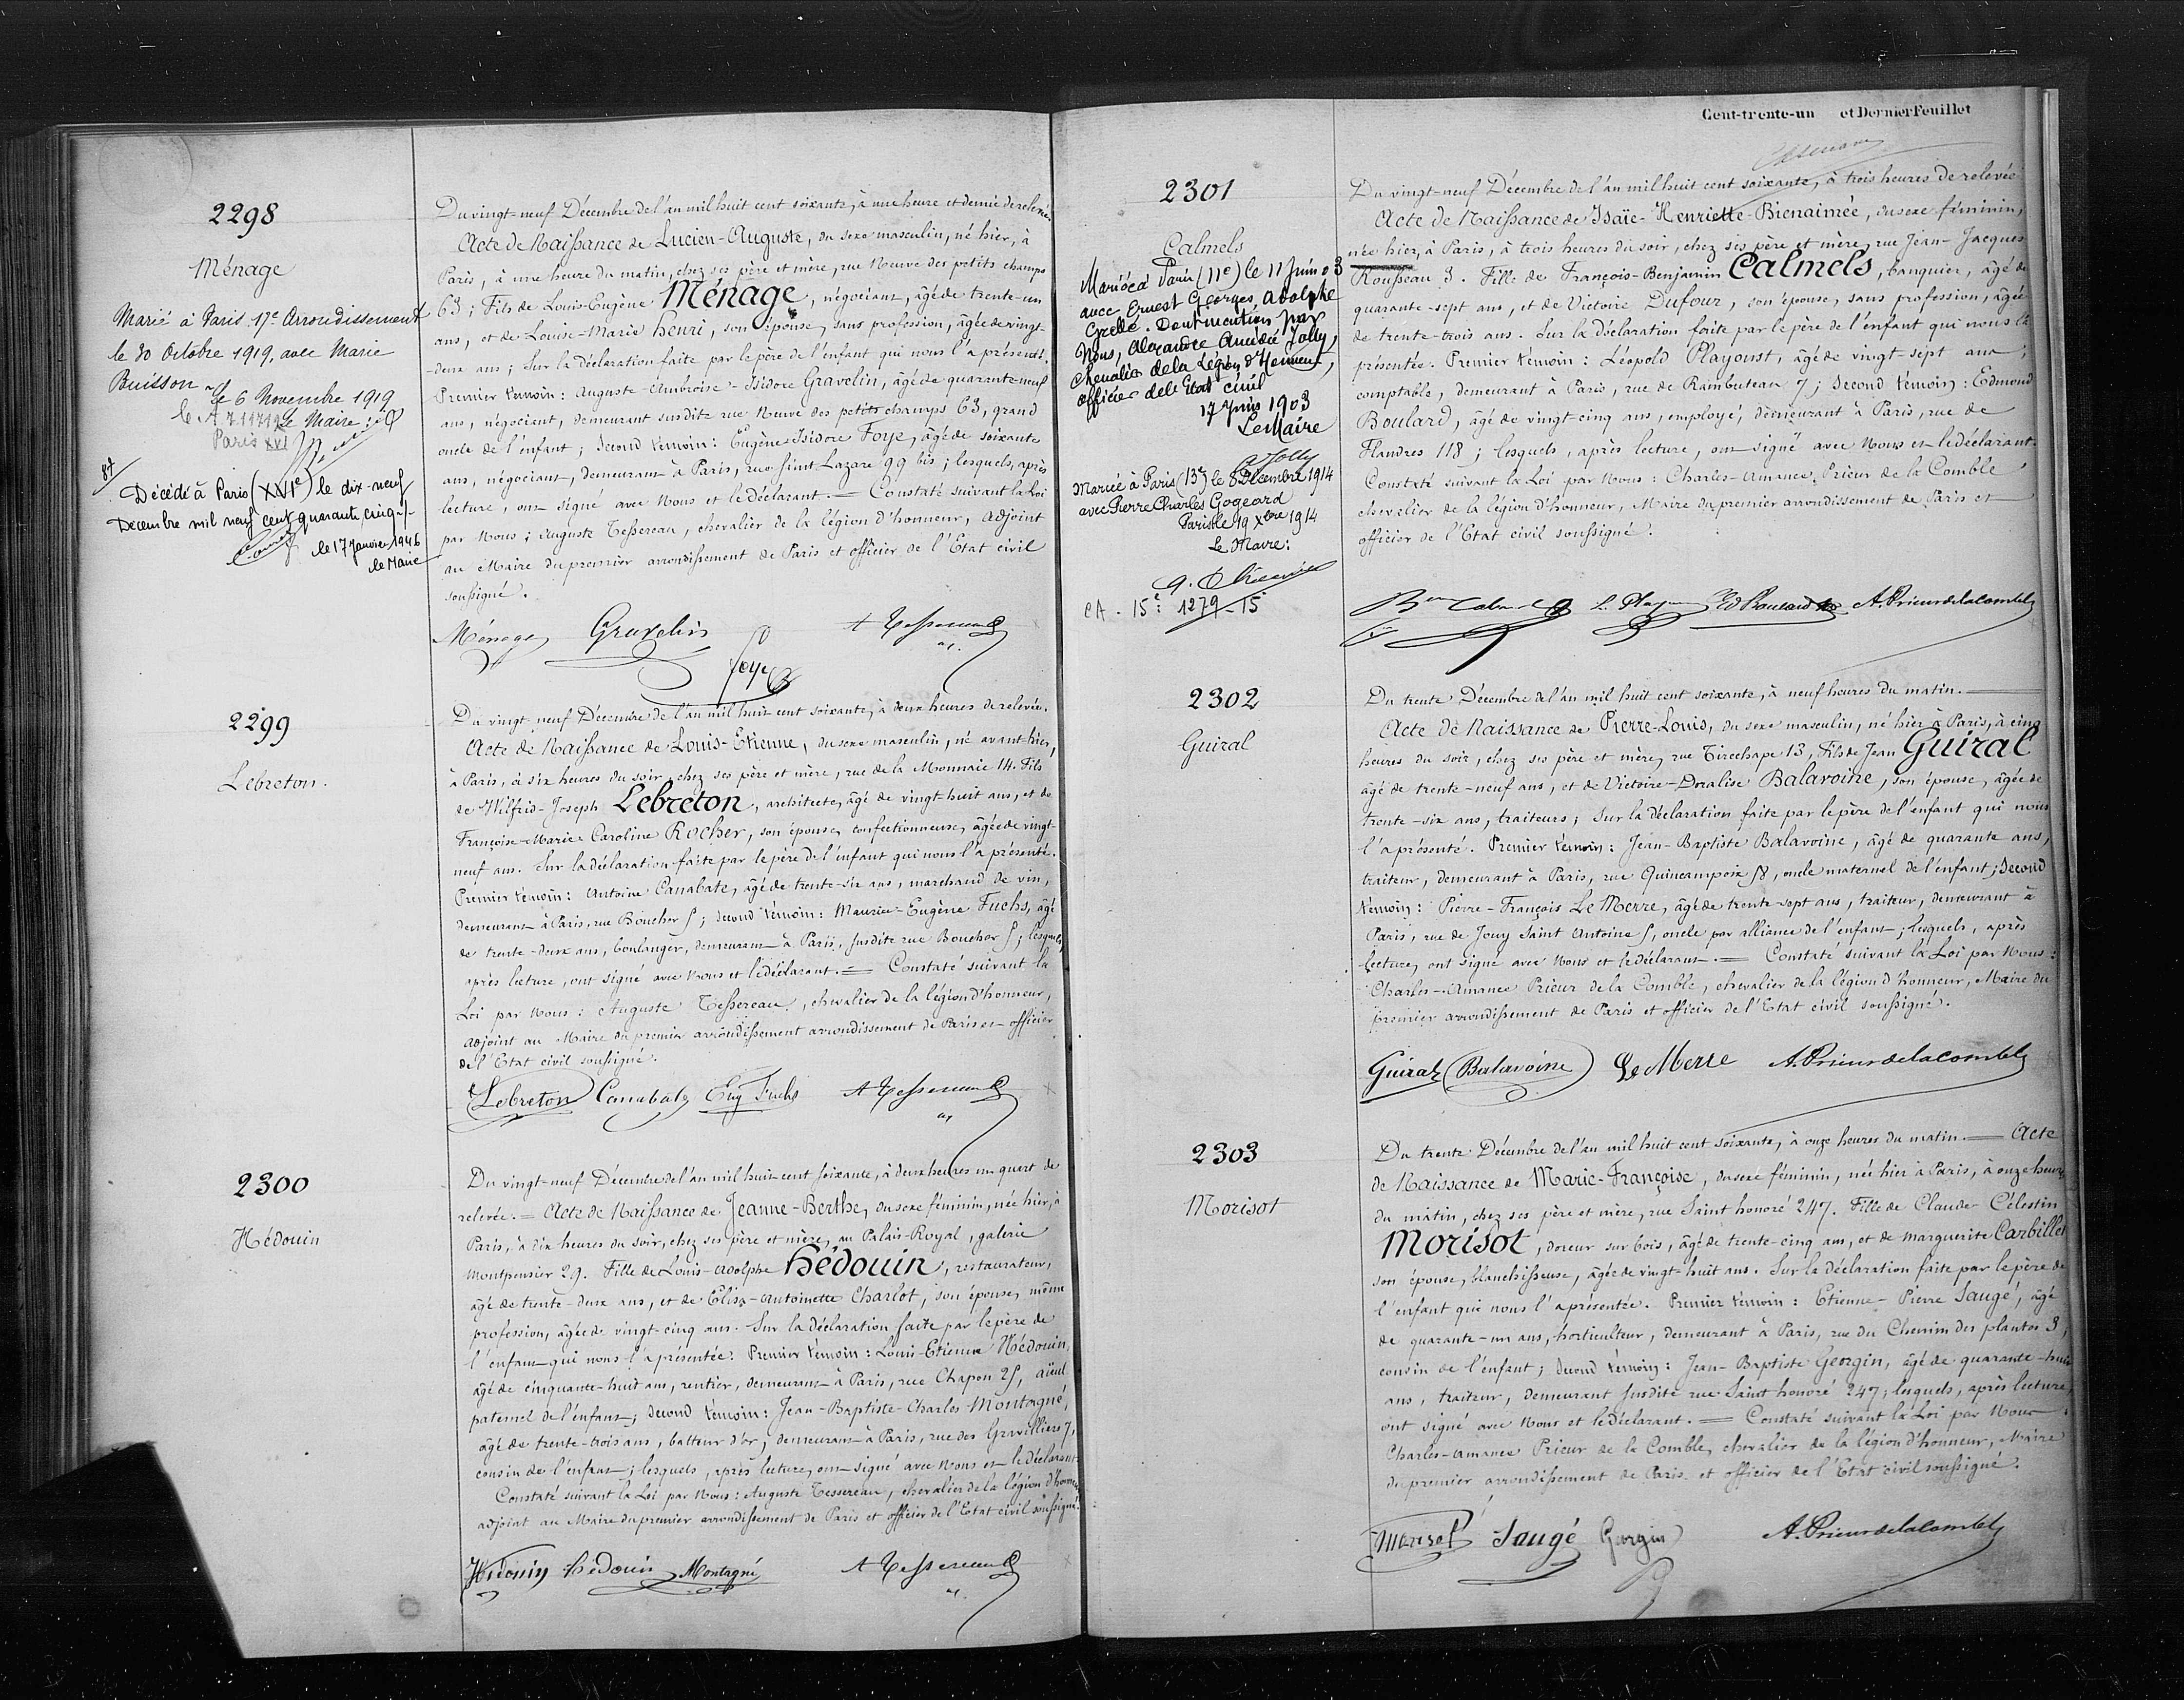 2298
Ménage
Marié à Paris 17e Arrondissement
le 30 Octobre 1919, avec Marie
Buisson - le 6 Novembre 1919
Le Maire :
Paris XVI
Décédé à Paris (XVIe) le dix-neuf
Decembre mil neuf cent quarante cinq -/-
le 17 Janvier 1946
le Maire
Du vingt-neuf Décembre de l'an mil huit cent soixante, à une heure et demie de relevée.
Acte de Naissance de Lucien-Auguste, du sexe masculin, né hier, à
Paris, à une heure du matin, chez ses père et mère, rue Neuve des petits champs
63 ; Fils de Louis-Eugène Ménage, négociant, âgé de trente-un
ans, et de Louise-Marie Henri, son épouse, sans profession, âgée de vingt-
deux ans ; Sur la déclaration faite par le père de l'enfant qui nous l'a présenté.
Premier témoin : Auguste-Ambroise-Isidore Gravelin, âgé de quarante-neuf
ans, négociant, demeurant susdite rue Neuve des petits champs 63, grand
oncle de l'enfant ; Second témoin : Eugène Isidore Foye, âgé de soixante
ans, négociant, demeurant à Paris, rue Saint Lazare 99 bis ; lesquels, après
lecture, ont signé avec Nous et le déclarant. = Constaté suivant la Loi
par Nous ; Auguste Tessereau, chevalier de la légion d'honneur, Adjoint
au Maire du premier arrondissement de Paris et officier de l'Etat civil
soussigné.
Ménage Gravelin A Tessereau
Foye
2299
Lebreton.
Du vingt-neuf Décembre de l'an mil huit cent soixante, à deux heures de relevée.
Acte de Naissance de Louis-Etienne, du sexe masculin, né avant-hier,
à Paris, à six heures du soir, chez ses père et mère, rue de la Monnaie 14. Fils
de Wilfrid-Joseph Lebreton, architecte, âgé de vingt-huit ans, et de
Françoise-Marie-Caroline Rocher, son épouse, confectionneuse, âgée de vingt-
neuf ans. Sur la déclaration faite par le père de l'enfant qui nous l'a présenté.
Premier témoin : Antoine Canabate, âgé de trente-six ans, marchand de vin,
demeurant à Paris, rue Boucher 5 ; Second témoin : Maurice-Eugène Fuchs, âgé
de trente-deux ans, boulanger, demeurant à Paris, susdite rue Boucher 5 ; lesquels,
après lecture, ont signé avec Nous et le déclarant. = Constaté suivant la
Loi par Nous : Auguste Tessereau, chevalier de la légion d'honneur,
adjoint au Maire du premier arrondissement arrondissement de Paris et officier
de l'Etat civil soussigné.
Lebreton Canabate Eug Fuchs A Tessereau
2300
Hédouin
Du vingt-neuf Décembre de l'an mil huit cent soixante, à deux heures un quart de
relevée. = Acte de Naissance de Jeanne-Berthe, du sexe féminin, née hier, à
Paris, à dix heures du soir, chez ses père et mère, au Palais-Royal, galerie
Montpensier 29. Fille de Louis-Adolphe Hédouin, restaurateur,
âgé de trente-deux ans, et de Elisa-Antoinette Charlot, son épouse, même
profession, âgée de vingt-cinq ans. Sur la déclaration faite par le père de
l'enfant qui nous l'a présentée. Premier témoin : Louis-Etienne Hédouin,
âgé de cinquante-huit ans, rentier, demeurant à Paris, rue Chapon 25, aïeul
paternel de l'enfant ; Second témoin : Jean-Baptiste-Charles Montagné,
âgé de trente-trois ans, batteur d'or, demeurant à Paris, rue des Gravilliers 7,
cousin de l'enfant ; lesquels, après lecture, ont signé avec Nous et le déclarant.
Constaté suivant la Loi par Nous : Auguste Tessereau, chevalier de la légion d'honneur,
adjoint au Maire du premier arrondissement de Paris et officier de l'Etat civil soussigné.
Hédouin hédouin Montagné A Tessereau
Cent-trente-un et Dernier Feuillet
2301
Calmels
Mariée à Paris (11e) le 11 Juin 03
avec Ernest Georges Adolphe
Grelle. Dont mention par
Nous, Alexandre Amédée Jolly,
Chevalier de la Légion d'Honneur,
Officier de l'Etat civil
17 Juin 1903
Le Maire
A Jolly
Mariée à Paris (13e) le 8 Décembre 1914
avec Pierre Charles Gogeard
Paris le 19 Xbre 1914
Le Maire :
CA. 15e : 1279-15
Du vingt-neuf Décembre de l'an mil huit cent soixante, à trois heures de relevée
Acte de Naissance de Isaïe-Henriette-Bienaimée, du sexe féminin,
née hier, à Paris, à trois heures du soir, chez ses père et mère, rue Jean-Jacques
Rousseau 3. Fille de François-Benjamin Calmels, banquier, âgé de
quarante-sept ans, et de Victoire Dufour, son épouse, sans profession, âgée
de trente-trois ans. Sur la déclaration faite par le père de l'enfant qui nous l'a
présentée. Premier témoin : Léopold Playoust, âgé de vingt-sept ans,
comptable, demeurant à Paris, rue de Rambuteau 7 ; Second témoin : Edmond
Boulard, âgé de vingt-cinq ans, employé, demeurant à Paris, rue de
Flandres 118 ; lesquels, après lecture, ont signé avec Nous et le déclarant.
Constaté suivant la Loi par Nous : Charles-Amance Prieur de la Comble,
chevalier de la légion d'honneur, Maire du premier arrondissement de Paris et
officier de l'Etat civil soussigné.
Bin Calmels L. Playoust Ed Boulard A. Prieur de la Comble
2302
Guiral
Du trente Décembre de l'an mil huit cent soixante, à neuf heures du matin.
Acte de Naissance de Pierre-Louis, du sexe masculin, né hier à Paris, à cinq
heures du soir, chez ses père et mère, rue Tirechape 13, Fils de Jean Guiral
âgé de trente-neuf ans, et de Victoire-Doralise Balavoine, son épouse, âgée de
trente-six ans, traiteurs ; Sur la déclaration faite par le père de l'enfant qui nous
l'a présenté. Premier témoin : Jean-Baptiste Balavoine, âgé de quarante ans,
traiteur, demeurant à Paris, rue Quincampoix 58, oncle maternel de l'enfant ; Second
témoin : Pierre-François Le Merre, âgé de trente-sept ans, traiteur, demeurant à
Paris, rue de Jouy Saint Antoine 5, oncle par alliance de l'enfant ; lesquels, après
lecture, ont signé avec Nous et le déclarant. = Constaté suivant la Loi par Nous :
Charles-Amance Prieur de la Comble, chevalier de la légion d'honneur, Maire du
premier arrondissement de Paris et officier de l'Etat civil soussigné.
Guiral Balavoine Le Merre A. Prieur de la Comble
2303
Morisot
Du trente Décembre de l'an mil huit cent soixante, à onze heures du matin. = Acte
de Naissance de Marie-Françoise, du sexe féminin, née hier à Paris, à onze heures
du matin, chez ses père et mère, rue Saint honoré 247. Fille de Claude Célestin
Morisot, doreur sur bois, âgé de trente-cinq ans, et de Marguerite Carbillet
son épouse, blanchisseuse, âgée de vingt-huit ans. Sur la déclaration faite par le père de
l'enfant qui nous l'a présentée. Premier témoin : Etienne-Pierre Saugé, âgé
de quarante-un ans, horticulteur, demeurant à Paris, rue du Chemin des plantes 3,
cousin de l'enfant ; Second témoin : Jean-Baptiste Georgin, âgé de quarante-huit
ans, traiteur, demeurant susdite rue Saint honoré 247 ; lesquels, après lecture,
ont signé avec Nous et le déclarant. = Constaté suivant la Loi par Nous
Charles-Amance Prieur de la Comble, chevalier de la légion d'honneur, Maire
du premier arrondissement de Paris et officier de l'Etat civil soussigné.
Morisot Saugé Georgin A. Prieur de la Comble